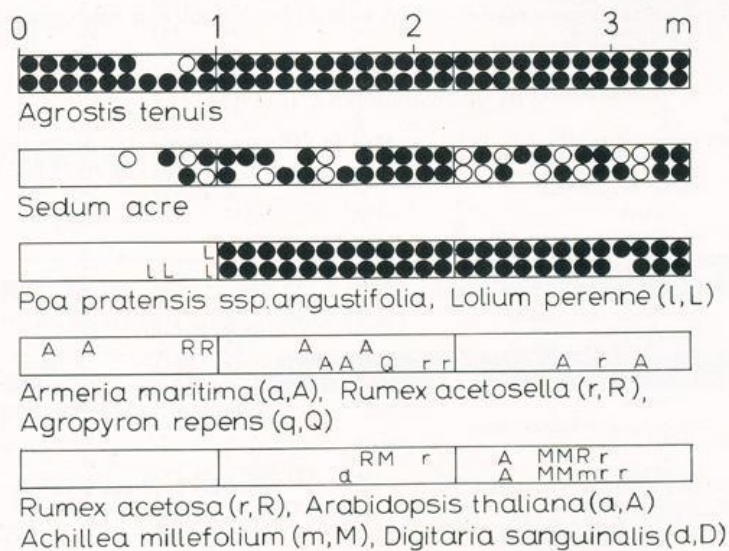 0 1 2 3 m
Agrostis tenuis
Sedum acre
L
l L l
Poa pratensis ssp. angustifolia, Lolium perenne (l, L)
A A R R A A A r A
A A Q r r
Armeria maritima (a, A), Rumex acetosella (r, R),
Agropyron repens (q, Q)
R M r A M M R r
d A M M m r r
Rumex acetosa (r, R), Arabidopsis thaliana (a, A)
Achillea millefolium (m, M), Digitaria sanguinalis (d, D)